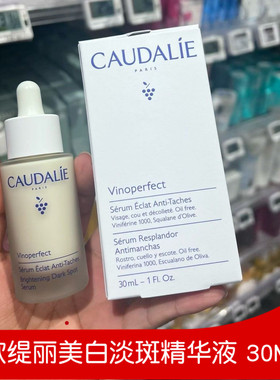 CAUDALÍE
PARIS
Vinoperfect
Sérum Éclat Anti-Taches
Visage, cou et décolleté. Oil free.
Viniférine 1000, Squalane d'Olive.
Sérum Resplandor
Antimanchas
Rostro, cuello y escote. Oil free.
Viniferina 1000, Escualano de Oliva.
30mL - 1 Fl. Oz.
CAUDALÍE
PARIS
Vinoperfect
Sérum Éclat Anti-Taches
Brightening Dark Spot
Serum
欧缇丽美白淡斑精华液 30M